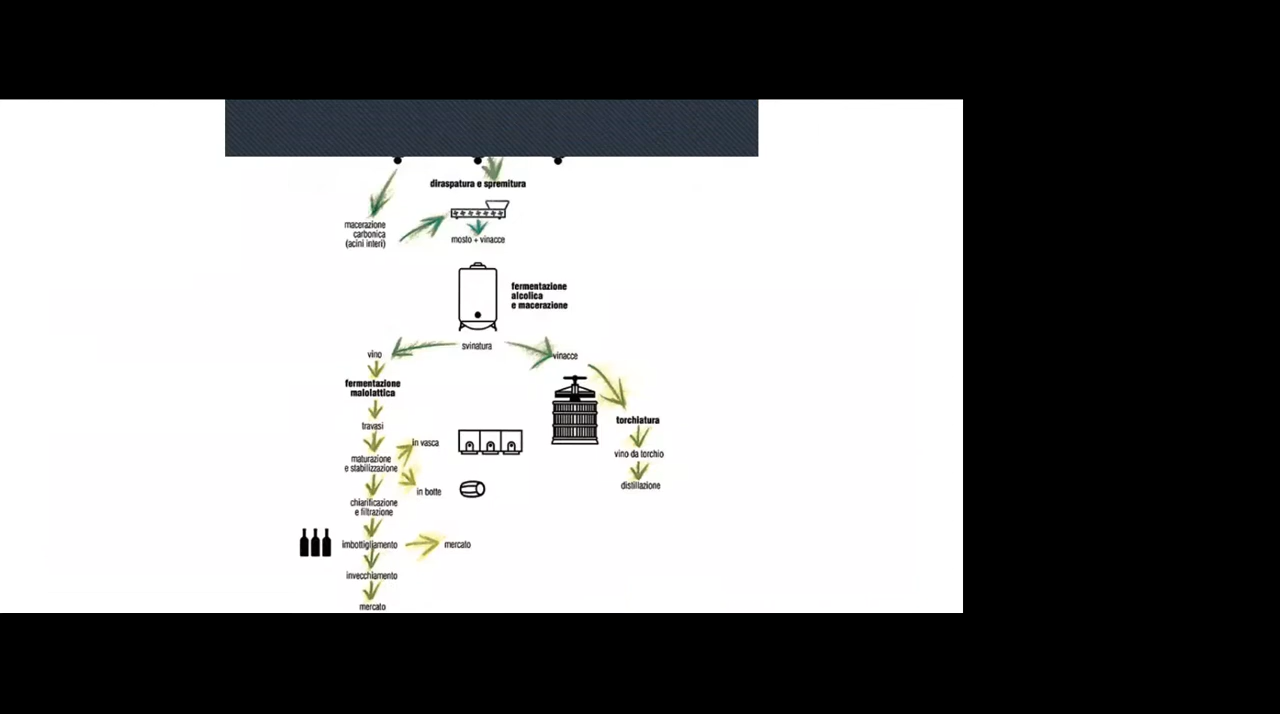 diraspatura e spremitura
macerazione
carbonica
(acini interi)
mosto + vinacce
fermentazione
alcolica
e macerazione
svinatura
vino
vinacce
fermentazione
malolattica
torchiatura
travasi
in vasca
vino da torchio
maturazione
e stabilizzazione
distillazione
in botte
chiarificazione
e filtrazione
imbottigliamento
mercato
invecchiamento
mercato